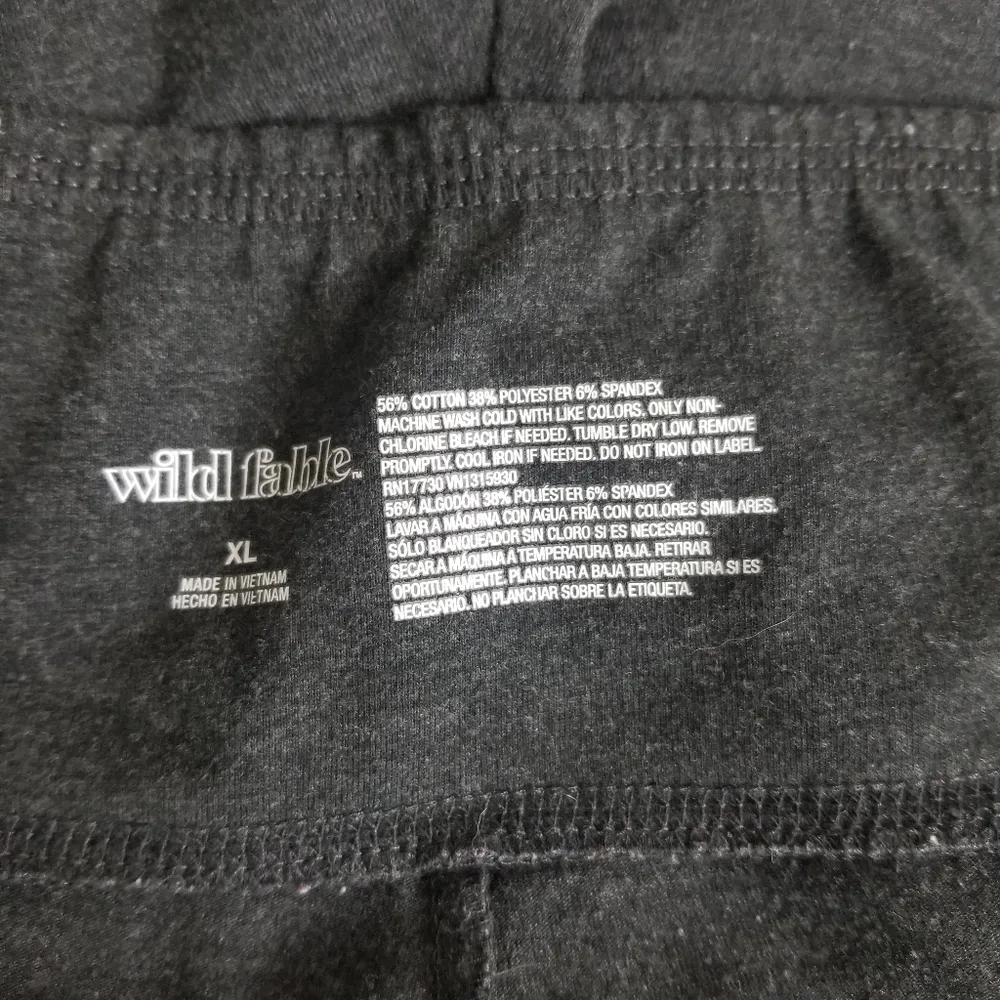 wild fable™
XL
MADE IN VIETNAM
HECHO EN VIETNAM
56% COTTON 38% POLYESTER 6% SPANDEX
MACHINE WASH COLD WITH LIKE COLORS. ONLY NON-
CHLORINE BLEACH IF NEEDED. TUMBLE DRY LOW. REMOVE
PROMPTLY. COOL IRON IF NEEDED. DO NOT IRON ON LABEL.
RN17730 VN1315930
56% ALGODÓN 38% POLIÉSTER 6% SPANDEX
LAVAR A MÁQUINA CON AGUA FRÍA CON COLORES SIMILARES.
SÓLO BLANQUEADOR SIN CLORO SI ES NECESARIO.
SECAR A MÁQUINA A TEMPERATURA BAJA. RETIRAR
OPORTUNAMENTE. PLANCHAR A BAJA TEMPERATURA SI ES
NECESARIO. NO PLANCHAR SOBRE LA ETIQUETA.